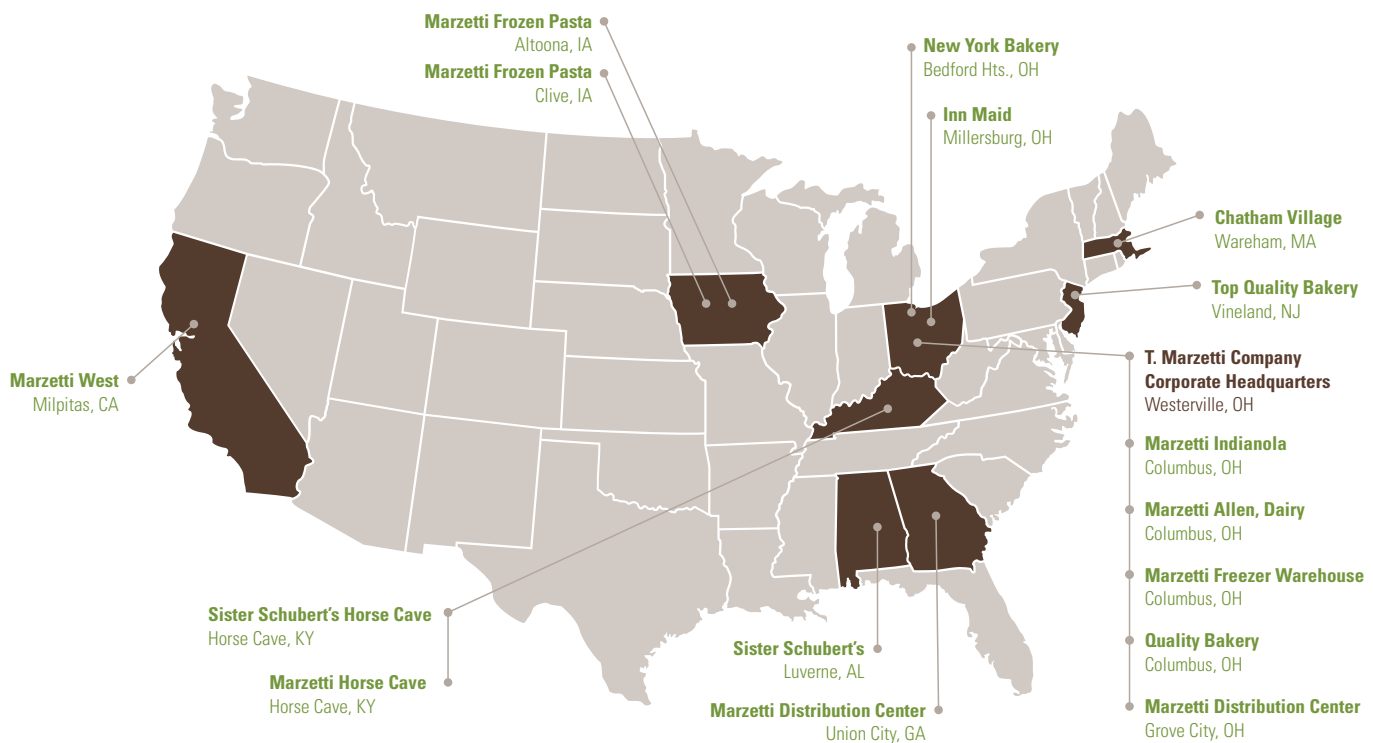 Marzetti Frozen Pasta
Altoona, IA
Marzetti Frozen Pasta
Clive, IA
New York Bakery
Bedford Hts., OH
Inn Maid
Millersburg, OH
Chatham Village
Wareham, MA
Top Quality Bakery
Vineland, NJ
T. Marzetti Company
Corporate Headquarters
Westerville, OH
Marzetti West
Milpitas, CA
Marzetti Indianola
Columbus, OH
Marzetti Allen, Dairy
Columbus, OH
Marzetti Freezer Warehouse
Columbus, OH
Quality Bakery
Columbus, OH
Marzetti Distribution Center
Grove City, OH
Sister Schubert's Horse Cave
Horse Cave, KY
Marzetti Horse Cave
Horse Cave, KY
Sister Schubert's
Luverne, AL
Marzetti Distribution Center
Union City, GA